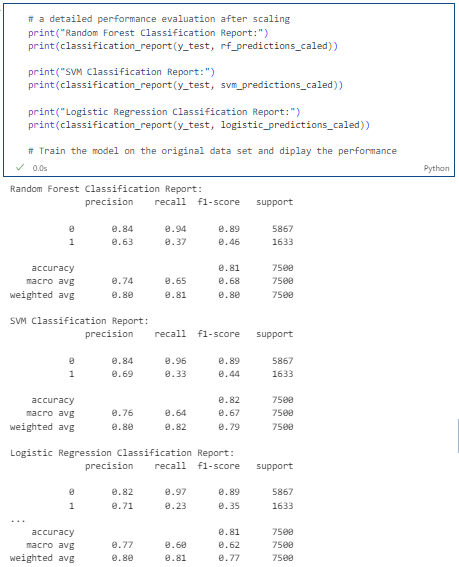 # a detailed performance evaluation after scaling
print("Random Forest Classification Report:")
print(classification_report(y_test, rf_predictions_caled))
print("SVM Classification Report:")
print(classification_report(y_test, svm_predictions_caled))
print("Logistic Regression Classification Report:")
print(classification_report(y_test, logistic_predictions_caled))
# Train the model on the original data set and diplay the performance
✓ 0.0s Python
Random Forest Classification Report:
precision recall f1-score support
0 0.84 0.94 0.89 5867
1 0.63 0.37 0.46 1633
accuracy 0.81 7500
macro avg 0.74 0.65 0.68 7500
weighted avg 0.80 0.81 0.80 7500
SVM Classification Report:
precision recall f1-score support
0 0.84 0.96 0.89 5867
1 0.69 0.33 0.44 1633
accuracy 0.82 7500
macro avg 0.76 0.64 0.67 7500
weighted avg 0.80 0.82 0.79 7500
Logistic Regression Classification Report:
precision recall f1-score support
0 0.82 0.97 0.89 5867
1 0.71 0.23 0.35 1633
...
accuracy 0.81 7500
macro avg 0.77 0.60 0.62 7500
weighted avg 0.80 0.81 0.77 7500